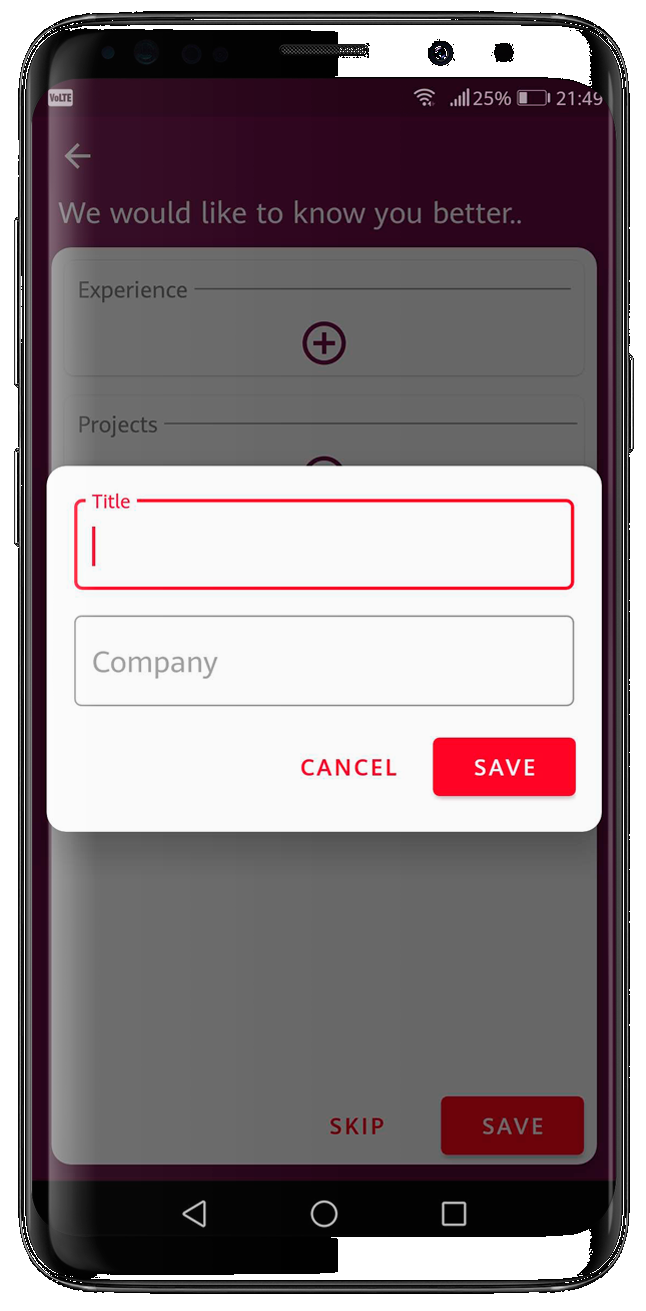 VoLTE 25% 21:49
We would like to know you better..
Experience
Projects
Title
Company
CANCEL SAVE
SKIP SAVE